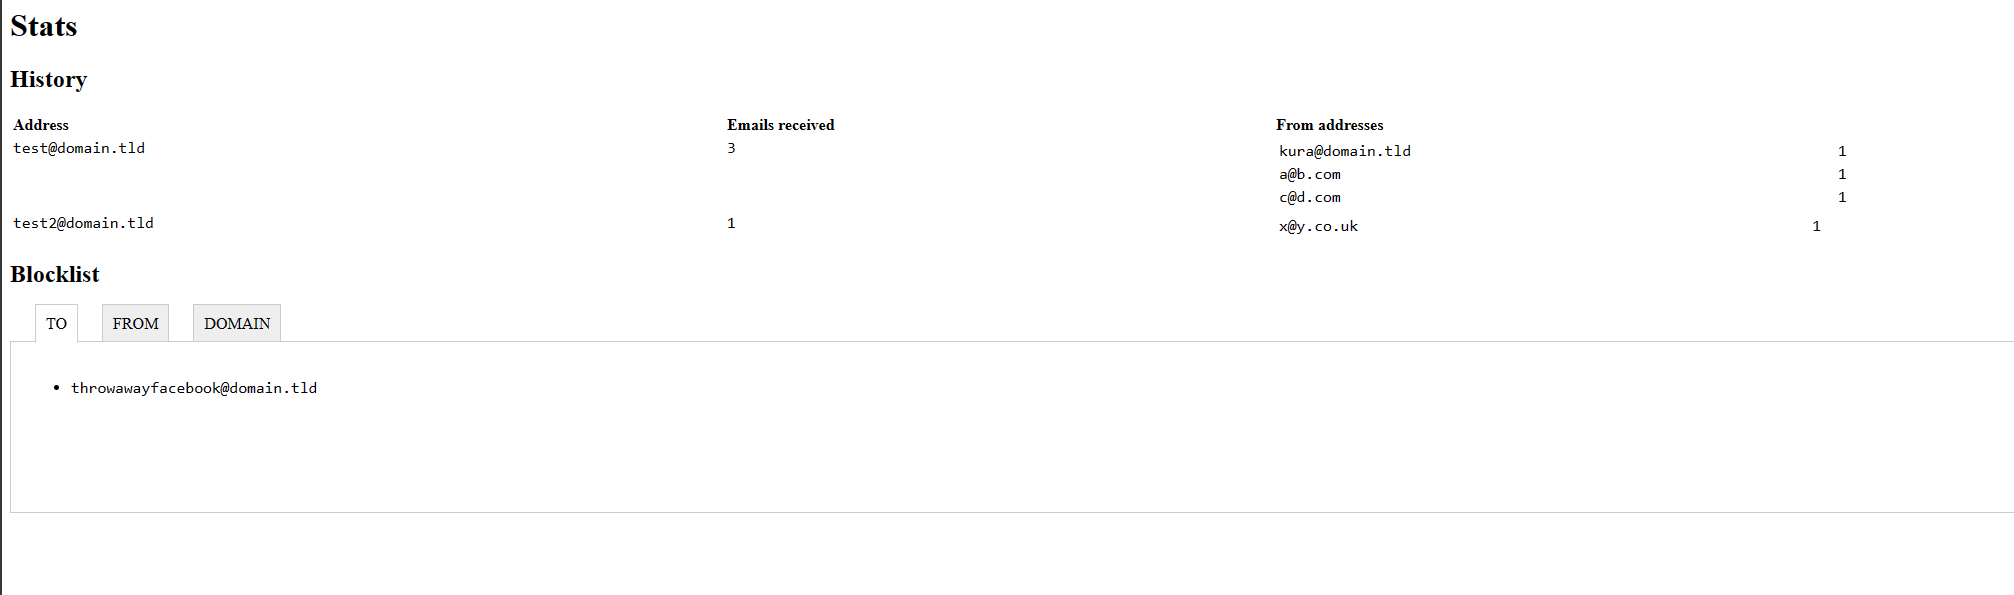 Stats
History
Address Emails received From addresses
test@domain.tld 3 kura@domain.tld 1
a@b.com 1
c@d.com 1
test2@domain.tld 1 x@y.co.uk 1
Blocklist
TO FROM DOMAIN
• throwawayfacebook@domain.tld